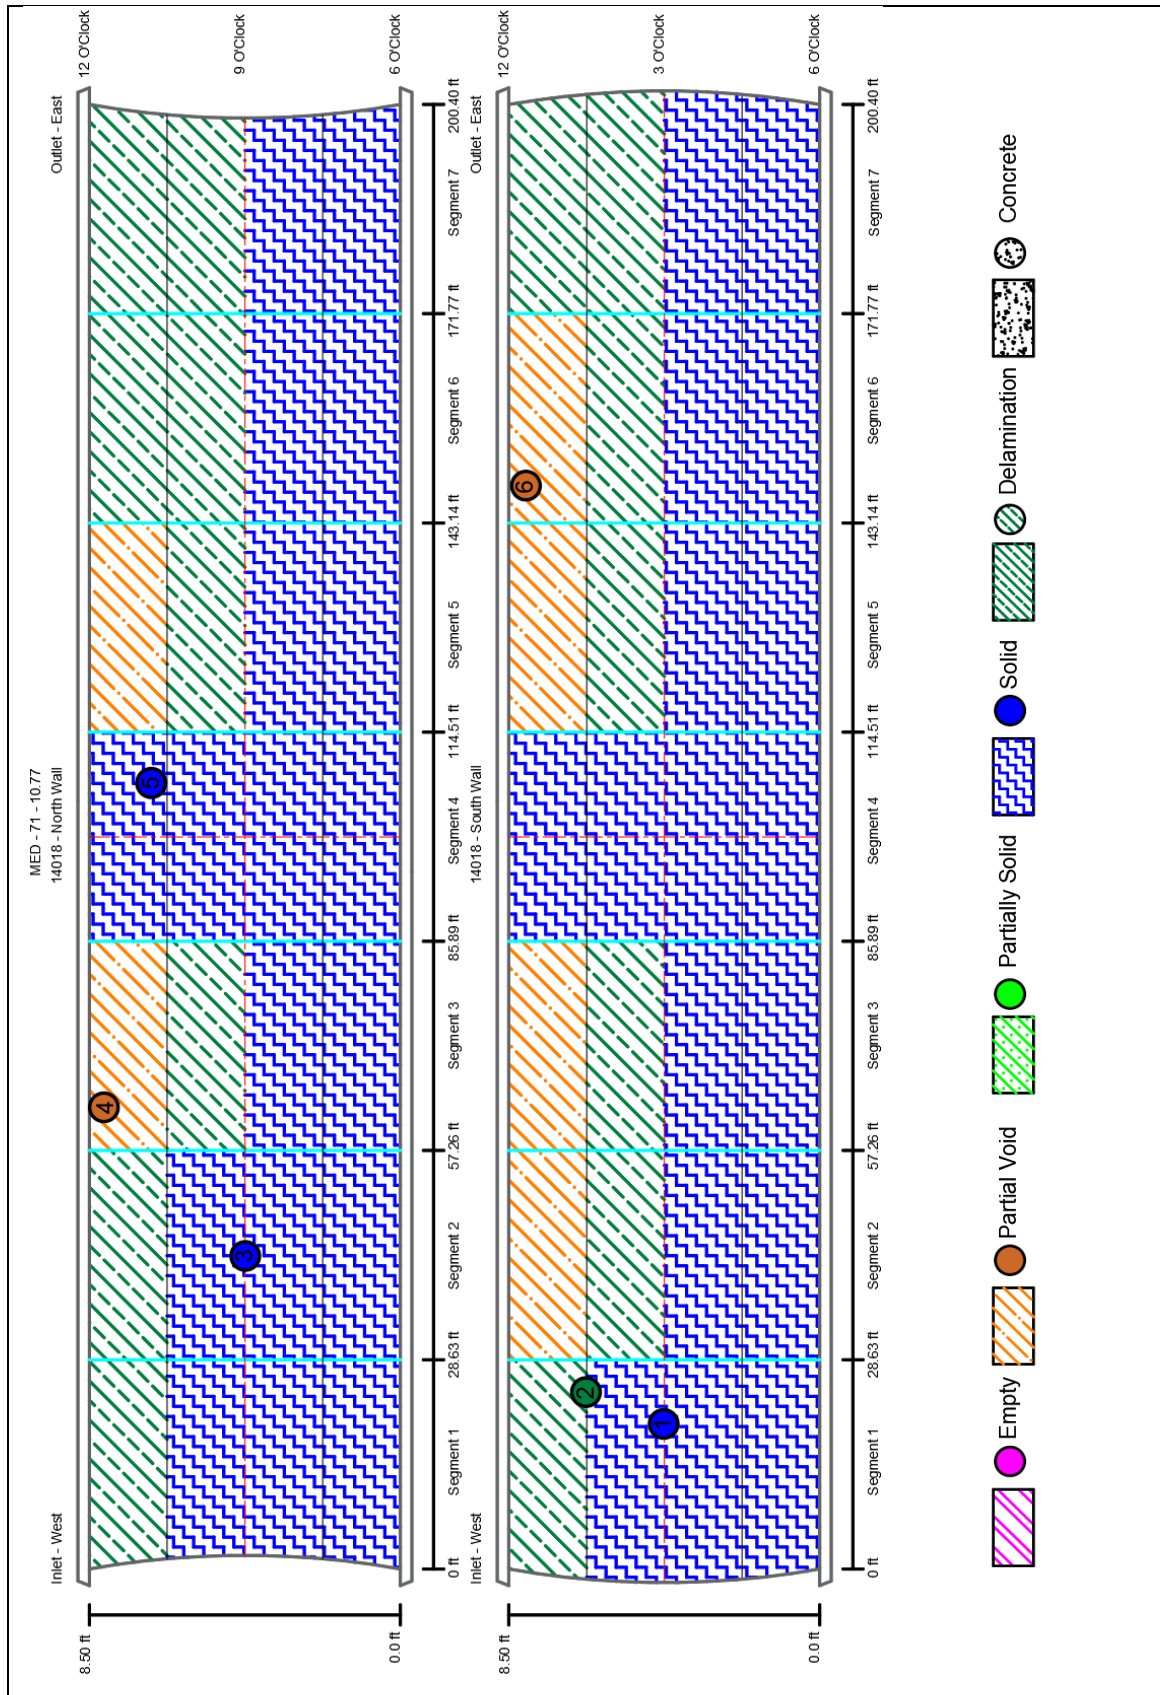 MED - 71 - 10.77
Inlet - West
14018 - North Wall
Outlet - East
8.50 ft
12 O'Clock
4
5
3
9 O'Clock
0.0 ft
6 O'Clock
Segment 1
Segment 2
Segment 3
Segment 4
Segment 5
Segment 6
Segment 7
0 ft
28.63 ft
57.26 ft
85.89 ft
114.51 ft
143.14 ft
171.77 ft
200.40 ft
Inlet - West
14018 - South Wall
Outlet - East
8.50 ft
12 O'Clock
6
2
1
3 O'Clock
0.0 ft
6 O'Clock
Segment 1
Segment 2
Segment 3
Segment 4
Segment 5
Segment 6
Segment 7
0 ft
28.63 ft
57.26 ft
85.89 ft
114.51 ft
143.14 ft
171.77 ft
200.40 ft
Empty
Partial Void
Partially Solid
Solid
Delamination
Concrete